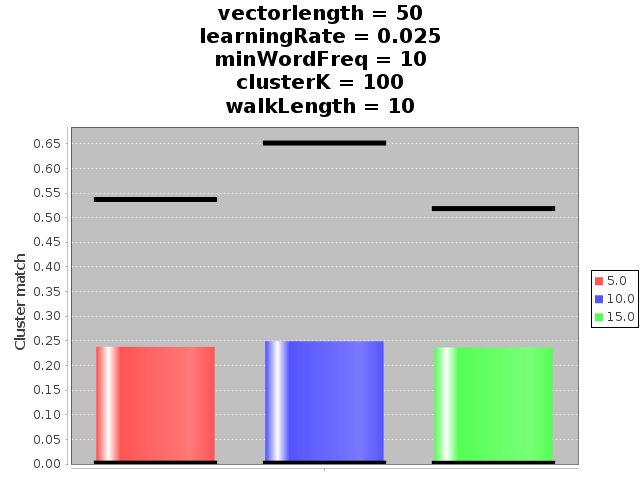 vectorlength = 50
learningRate = 0.025
minWordFreq = 10
clusterK = 100
walkLength = 10
Cluster match
0.65
0.60
0.55
0.50
0.45
0.40
0.35
0.30
0.25
0.20
0.15
0.10
0.05
0.00
5.0
10.0
15.0